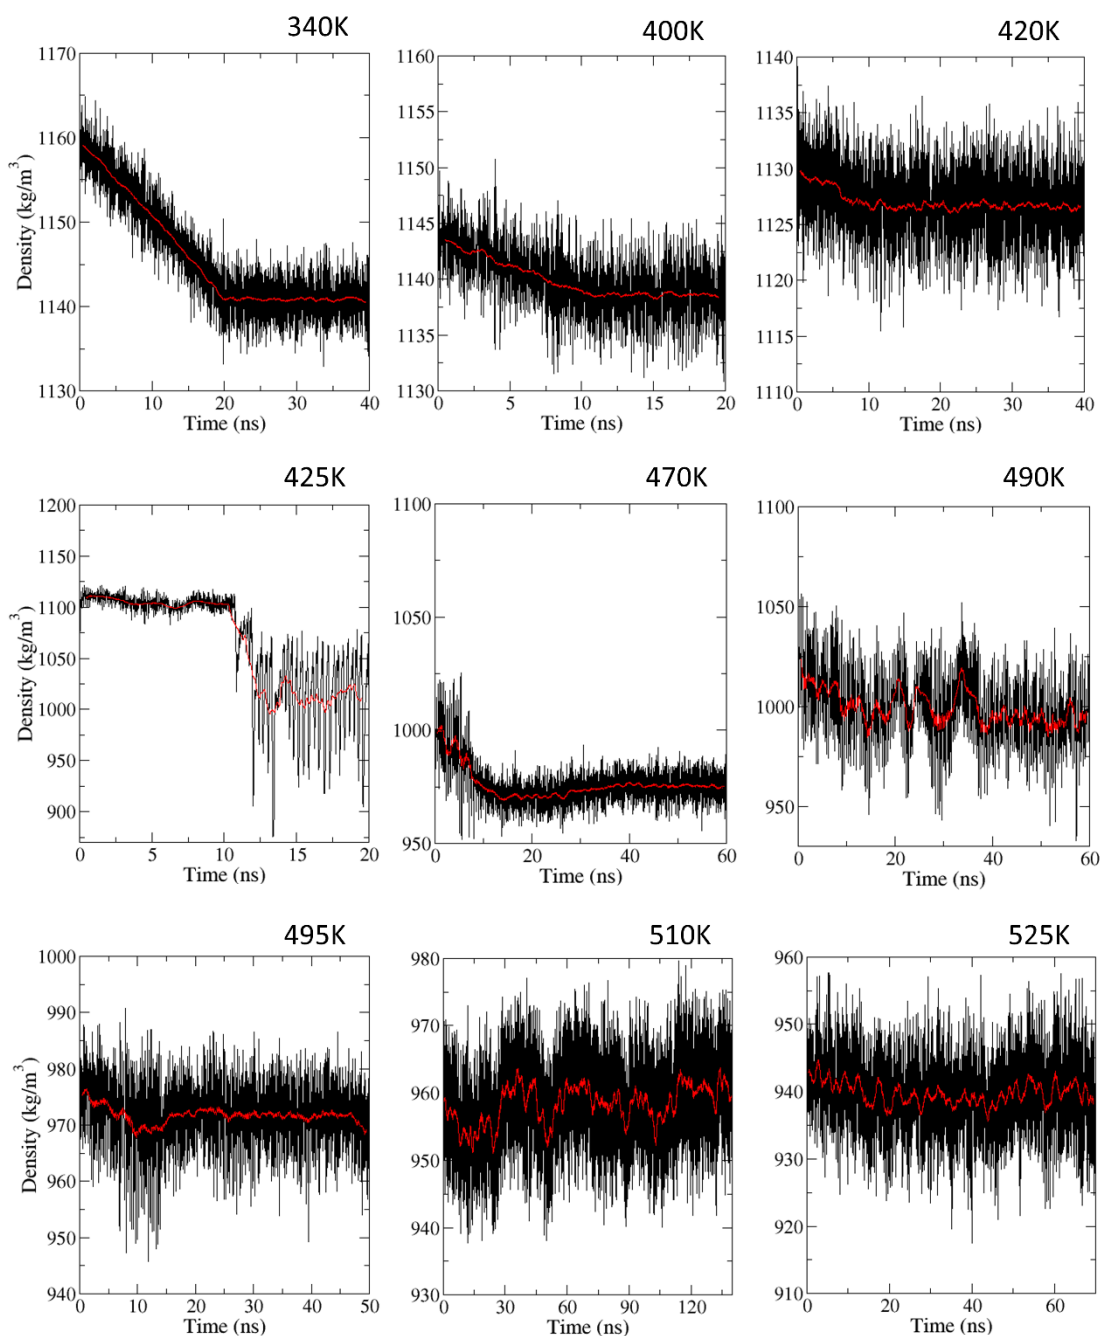 340K
400K
420K
1170
1160
1150
1140
1130
Density (kg/m3)
0 10 20 30 40
Time (ns)
1160
1155
1150
1145
1140
1135
1130
0 5 10 15 20
Time (ns)
1140
1135
1130
1125
1120
1115
1110
0 10 20 30 40
Time (ns)
425K
470K
490K
1200
1150
1100
1050
1000
950
900
Density (kg/m3)
0 5 10 15 20
Time (ns)
1100
1050
1000
950
0 20 40 60
Time (ns)
1100
1050
1000
950
0 20 40 60
Time (ns)
495K
510K
525K
1000
990
980
970
960
950
940
Density (kg/m3)
0 10 20 30 40 50
Time (ns)
980
970
960
950
940
930
0 30 60 90 120
Time (ns)
960
950
940
930
920
910
0 20 40 60
Time (ns)